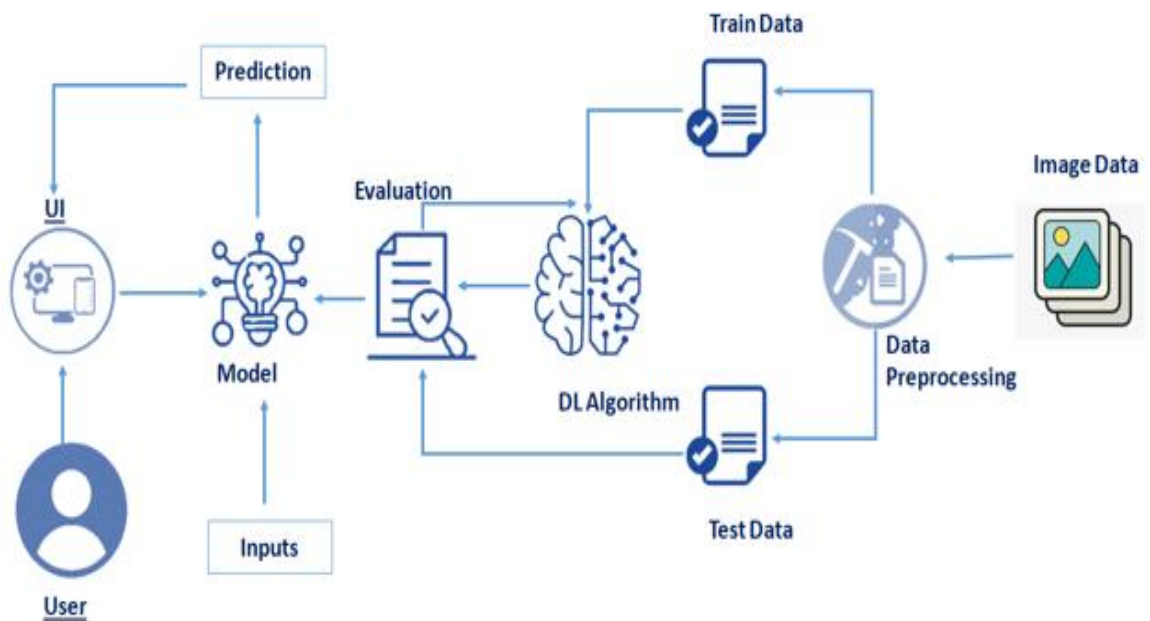 Train Data
Prediction
Image Data
Evaluation
UI
Data
Preprocessing
Model
DL Algorithm
Test Data
Inputs
User